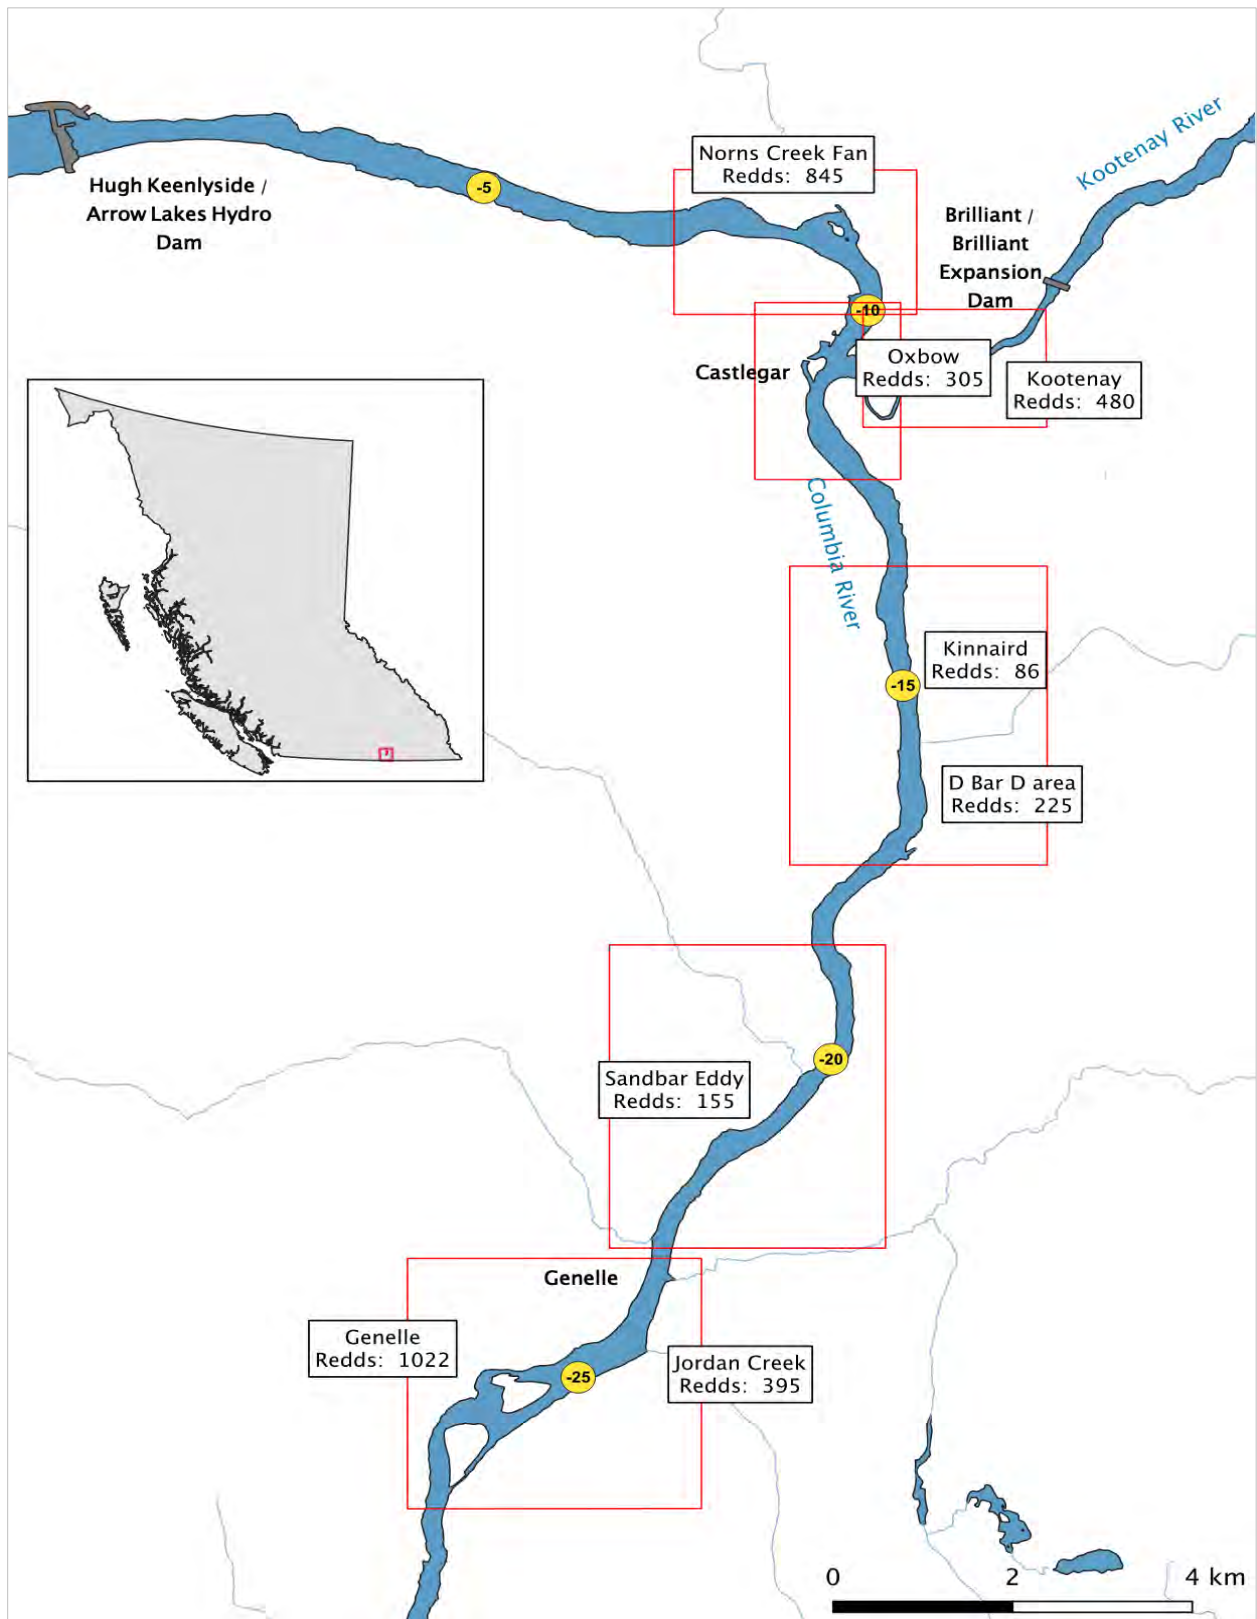 Kootenay River
Norns Creek Fan
Redds: 845
-5
Hugh Keenlyside /
Arrow Lakes Hydro
Dam
Brilliant /
Brilliant
Expansion
Dam
-10
Castlegar
Oxbow
Redds: 305
Kootenay
Redds: 480
Columbia River
Kinnaird
Redds: 86
-15
D Bar D area
Redds: 225
-20
Sandbar Eddy
Redds: 155
Genelle
Genelle
Redds: 1022
Jordan Creek
Redds: 395
-25
0 2 4 km